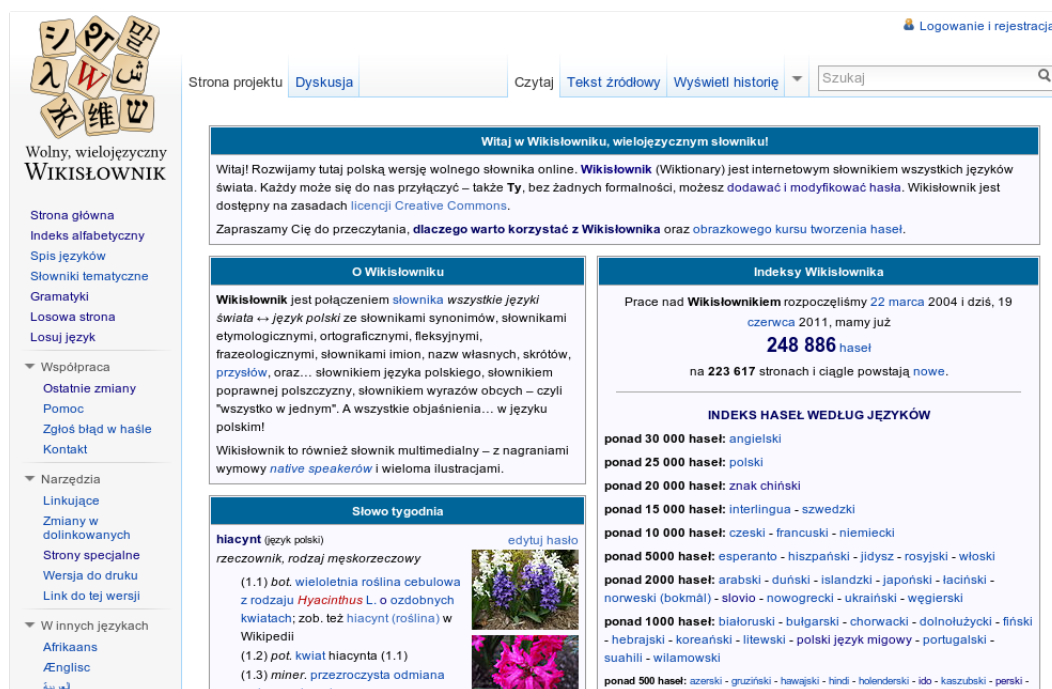 Logowanie i rejestracja
Strona projektu Dyskusja Czytaj Tekst źródłowy Wyświetl historię Szukaj
シ 말 λ W ש 维
Wolny, wielojęzyczny
WIKISŁOWNIK
Strona główna
Indeks alfabetyczny
Spis języków
Słowniki tematyczne
Gramatyki
Losowa strona
Losuj język
Współpraca
Ostatnie zmiany
Pomoc
Zgłoś błąd w haśle
Kontakt
Narzędzia
Linkujące
Zmiany w
dolinkowanych
Strony specjalne
Wersja do druku
Link do tej wersji
W innych językach
Afrikaans
Ænglisc
Witaj w Wikisłowniku, wielojęzycznym słowniku!
Witaj! Rozwijamy tutaj polską wersję wolnego słownika online. Wikisłownik (Wiktionary) jest internetowym słownikiem wszystkich języków
świata. Każdy może się do nas przyłączyć – także Ty, bez żadnych formalności, możesz dodawać i modyfikować hasła. Wikisłownik jest
dostępny na zasadach licencji Creative Commons.
Zapraszamy Cię do przeczytania, dlaczego warto korzystać z Wikisłownika oraz obrazkowego kursu tworzenia haseł.
O Wikisłowniku
Wikisłownik jest połączeniem słownika wszystkie języki
świata ↔ język polski ze słownikami synonimów, słownikami
etymologicznymi, ortograficznymi, fleksyjnymi,
frazeologicznymi, słownikami imion, nazw własnych, skrótów,
przysłów, oraz... słownikiem języka polskiego, słownikiem
poprawnej polszczyzny, słownikiem wyrazów obcych – czyli
"wszystko w jednym". A wszystkie objaśnienia... w języku
polskim!
Wikisłownik to również słownik multimedialny – z nagraniami
wymowy native speakerów i wieloma ilustracjami.
Słowo tygodnia
hiacynt (język polski) edytuj hasło
rzeczownik, rodzaj męskorzeczowy
(1.1) bot. wieloletnia roślina cebulowa
z rodzaju Hyacinthus L. o ozdobnych
kwiatach; zob. też hiacynt (roślina) w
Wikipedii
(1.2) pot. kwiat hiacynta (1.1)
(1.3) miner. przezroczysta odmiana
Indeksy Wikisłownika
Prace nad Wikisłownikiem rozpoczęliśmy 22 marca 2004 i dziś, 19
czerwca 2011, mamy już
248 886 haseł
na 223 617 stronach i ciągle powstają nowe.
INDEKS HASEŁ WEDŁUG JĘZYKÓW
ponad 30 000 haseł: angielski
ponad 25 000 haseł: polski
ponad 20 000 haseł: znak chiński
ponad 15 000 haseł: interlingua - szwedzki
ponad 10 000 haseł: czeski - francuski - niemiecki
ponad 5000 haseł: esperanto - hiszpański - jidysz - rosyjski - włoski
ponad 2000 haseł: arabski - duński - islandzki - japoński - łaciński -
norweski (bokmål) - slovio - nowogrecki - ukraiński - węgierski
ponad 1000 haseł: białoruski - bułgarski - chorwacki - dolnołużycki - fiński
- hebrajski - koreański - litewski - polski język migowy - portugalski -
suahili - wilamowski
ponad 500 haseł: azerski - gruziński - hawajski - hindi - holenderski - ido - kaszubski - perski -